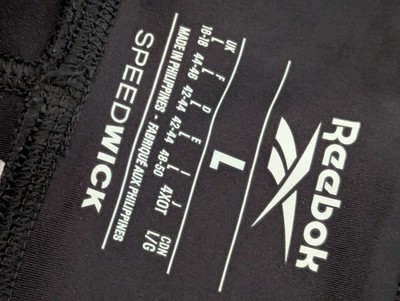 Reebok
L
UK F D E I J CDN
L L L L L 4XOT L/G
16-18 44-46 42-44 42-44 48-50
MADE IN PHILIPPINES - FABRIQUÉ AUX PHILIPPINES
SPEEDWICK